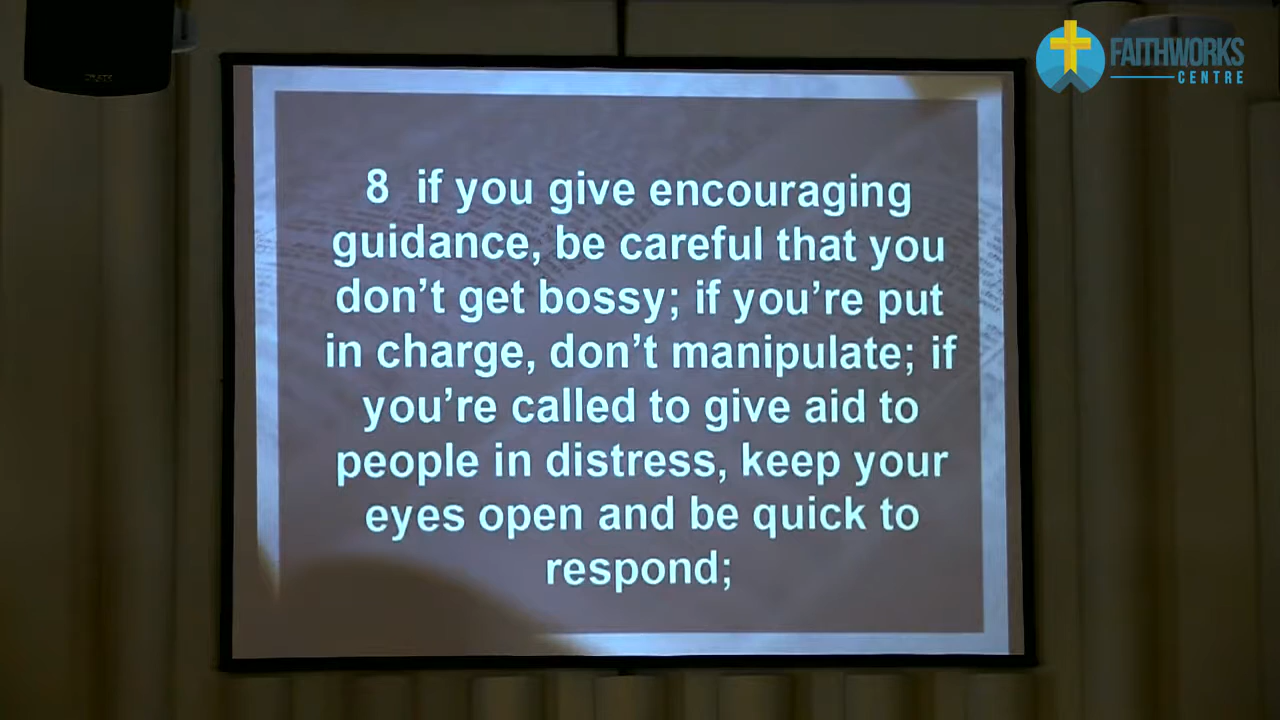 FAITHWORKS
CENTRE
8 if you give encouraging
guidance, be careful that you
don't get bossy; if you're put
in charge, don't manipulate; if
you're called to give aid to
people in distress, keep your
eyes open and be quick to
respond;